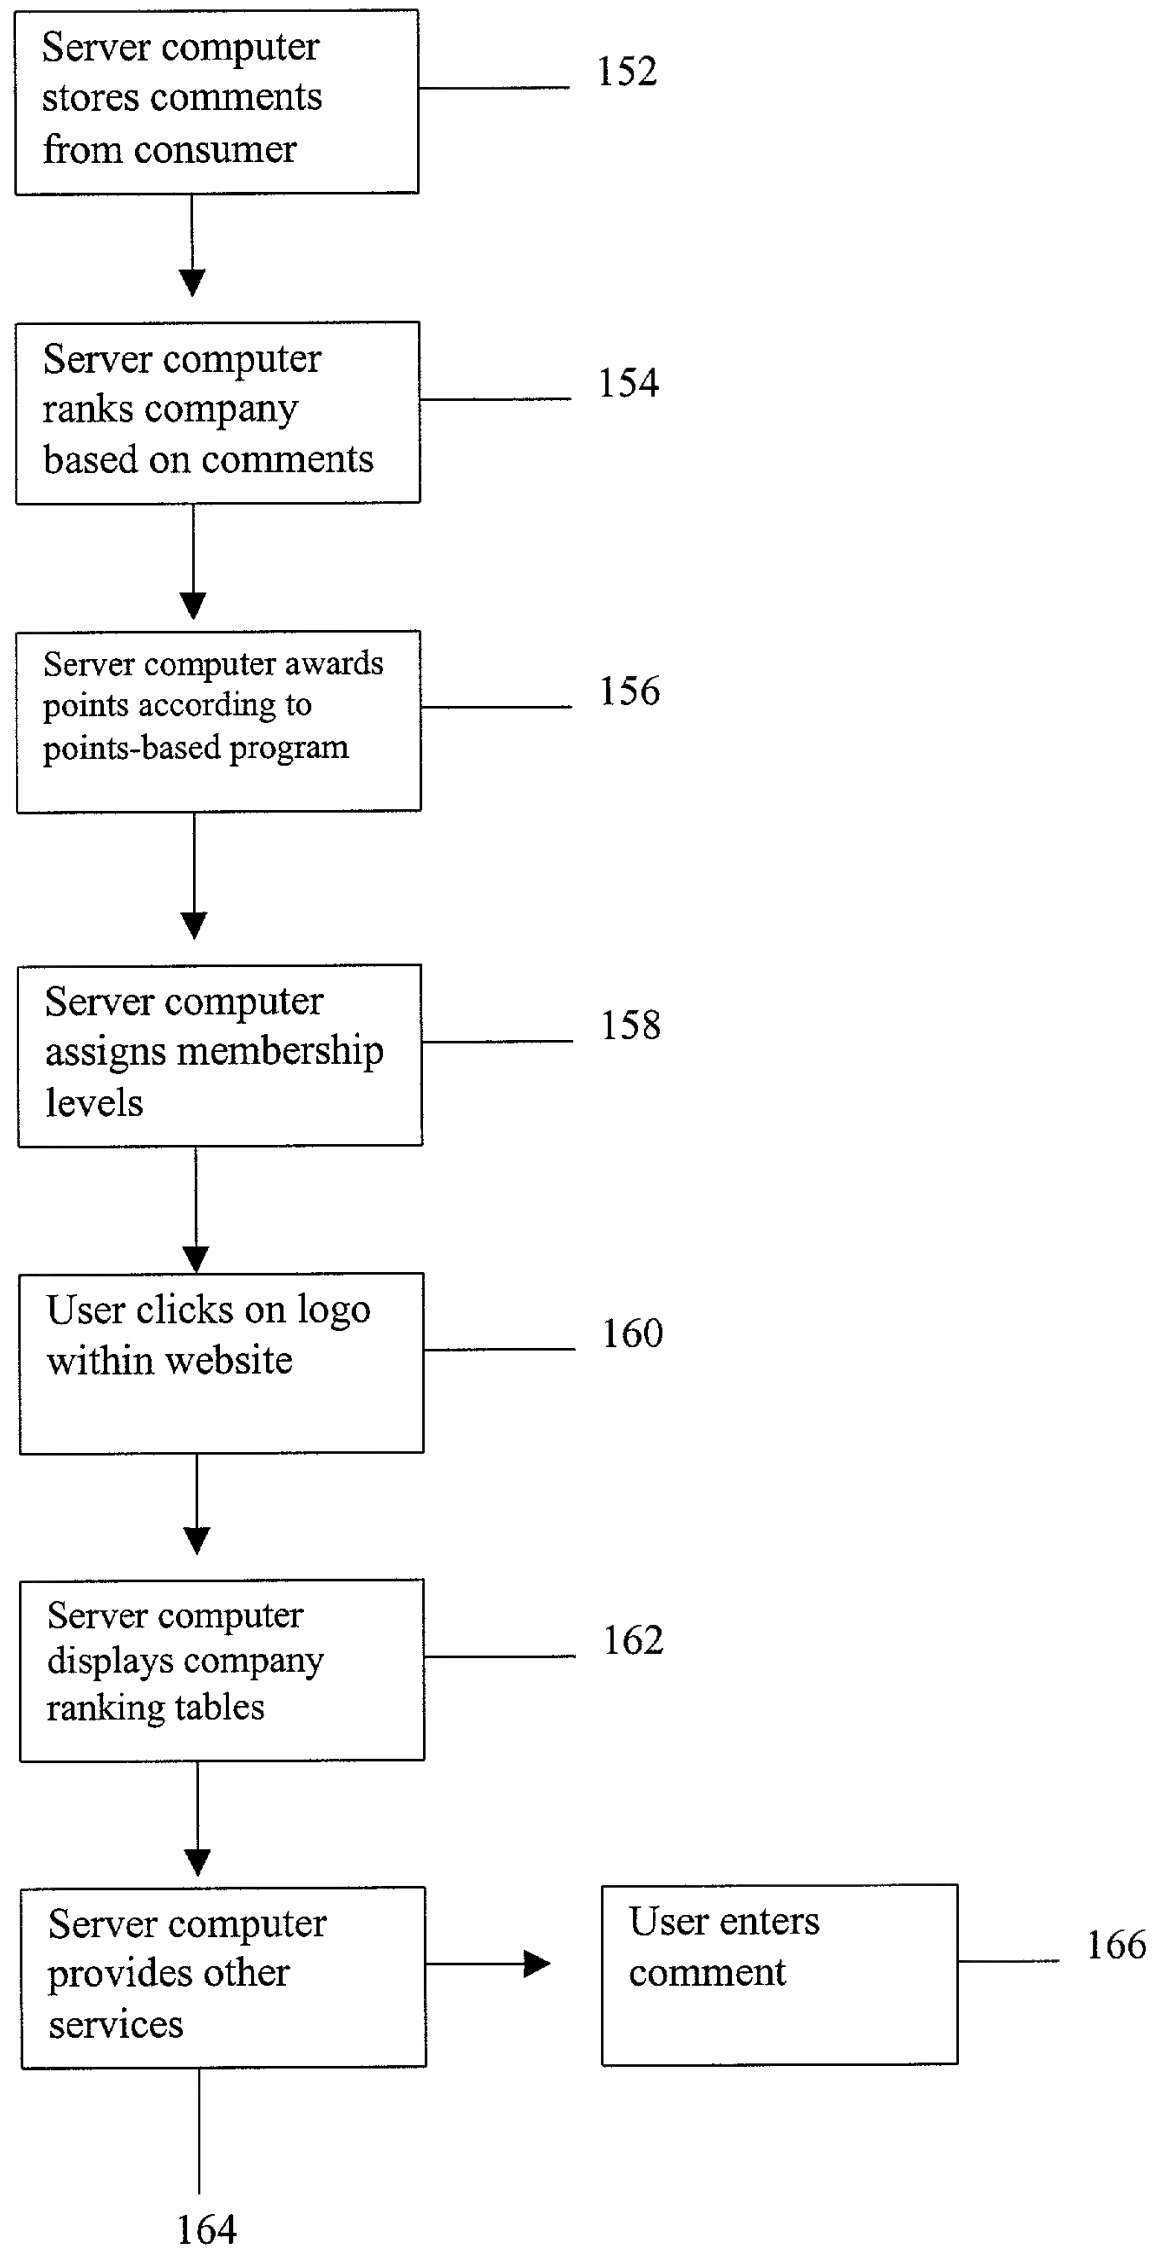 Server computer
stores comments
from consumer
152
Server computer
ranks company
based on comments
154
Server computer awards
points according to
points-based program
156
Server computer
assigns membership
levels
158
User clicks on logo
within website
160
Server computer
displays company
ranking tables
162
Server computer
provides other
services
User enters
comment
166
164